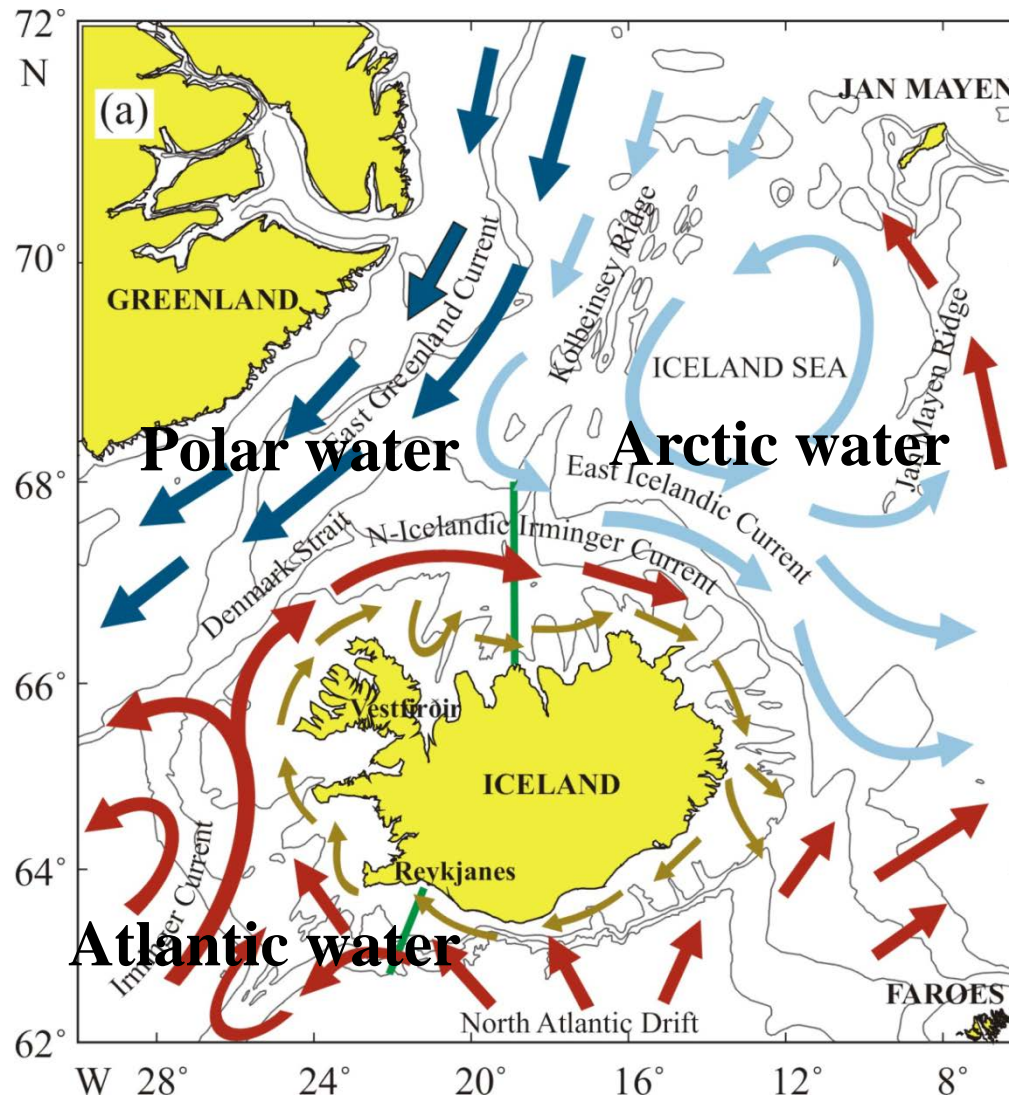 72°
N
(a)
JAN MAYEN
70°
GREENLAND
East Greenland Current
Kolbeinsey Ridge
ICELAND SEA
Jan Mayen Ridge
Polar water
Arctic water
68°
East Icelandic Current
N-Icelandic Irminger Current
Denmark Strait
66°
Vestfirðir
ICELAND
64°
Reykjanes
Irminger Current
Atlantic water
FAROES
North Atlantic Drift
62°
W 28° 24° 20° 16° 12° 8°